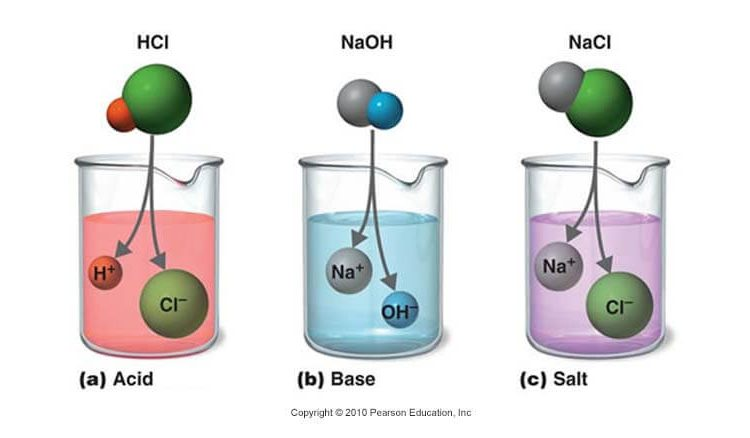 HCl
NaOH
NaCl
H+
Cl−
Na+
OH−
Na+
Cl−
(a) Acid
(b) Base
(c) Salt
Copyright © 2010 Pearson Education, Inc